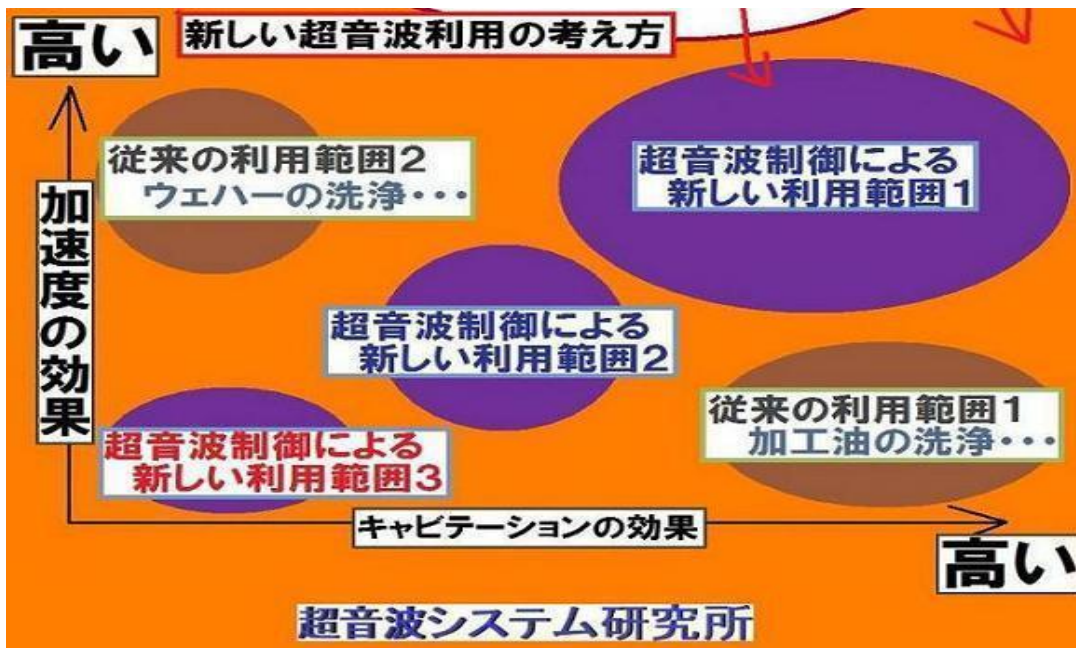 高い
新しい超音波利用の考え方
従来の利用範囲2
ウェハーの洗浄・・・
超音波制御による
新しい利用範囲1
加速度の効果
超音波制御による
新しい利用範囲2
従来の利用範囲1
加工油の洗浄・・・
超音波制御による
新しい利用範囲3
キャビテーションの効果
高い
超音波システム研究所